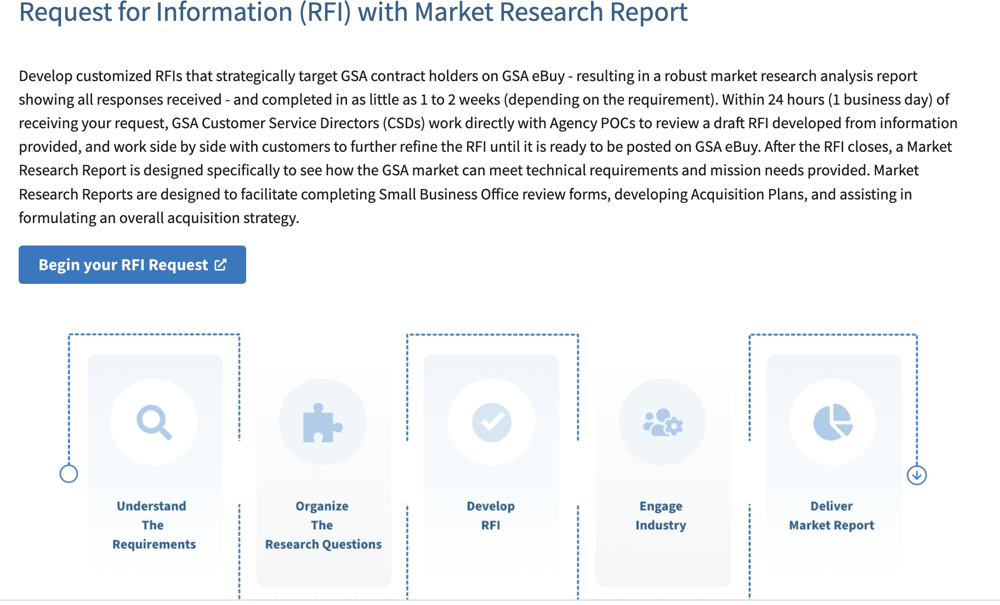 Request for Information (RFI) with Market Research Report
Develop customized RFIs that strategically target GSA contract holders on GSA eBuy - resulting in a robust market research analysis report
showing all responses received - and completed in as little as 1 to 2 weeks (depending on the requirement). Within 24 hours (1 business day) of
receiving your request, GSA Customer Service Directors (CSDs) work directly with Agency POCs to review a draft RFI developed from information
provided, and work side by side with customers to further refine the RFI until it is ready to be posted on GSA eBuy. After the RFI closes, a Market
Research Report is designed specifically to see how the GSA market can meet technical requirements and mission needs provided. Market
Research Reports are designed to facilitate completing Small Business Office review forms, developing Acquisition Plans, and assisting in
formulating an overall acquisition strategy.
Begin your RFI Request
Understand
The
Requirements
Organize
The
Research Questions
Develop
RFI
Engage
Industry
Deliver
Market Report